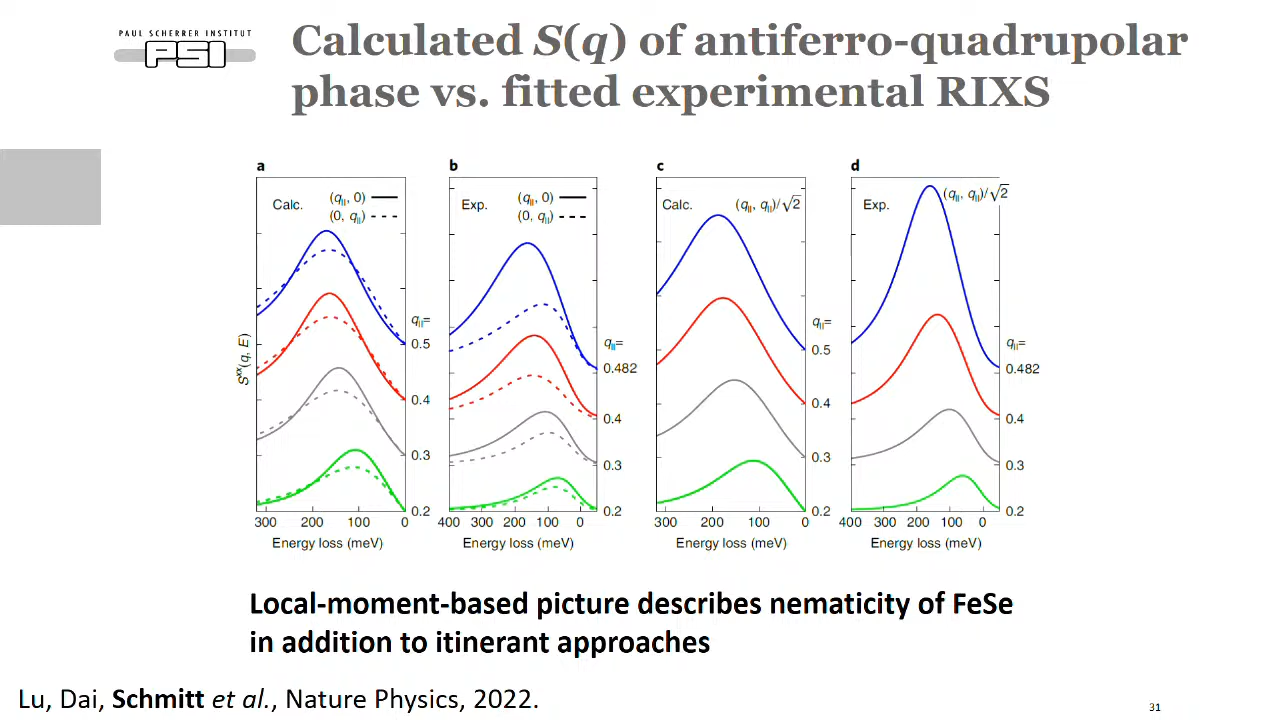 PAUL SCHERRER INSTITUT
PSI
Calculated S(q) of antiferro-quadrupolar
phase vs. fitted experimental RIXS
a
b
c
d
Calc.
(q||, 0)
(0, q||)
Exp.
(q||, 0)
(0, q||)
Calc.
(q||, q||)/√2
Exp.
(q||, q||)/√2
Sxx(q, E)
q||=
0.5
0.4
0.3
0.2
q||=
0.482
0.4
0.3
0.2
q||=
0.5
0.4
0.3
0.2
q||=
0.482
0.4
0.3
0.2
300 200 100 0
400 300 200 100 0
300 200 100 0
400 300 200 100 0
Energy loss (meV)
Energy loss (meV)
Energy loss (meV)
Energy loss (meV)
Local-moment-based picture describes nematicity of FeSe
in addition to itinerant approaches
Lu, Dai, Schmitt et al., Nature Physics, 2022.
31